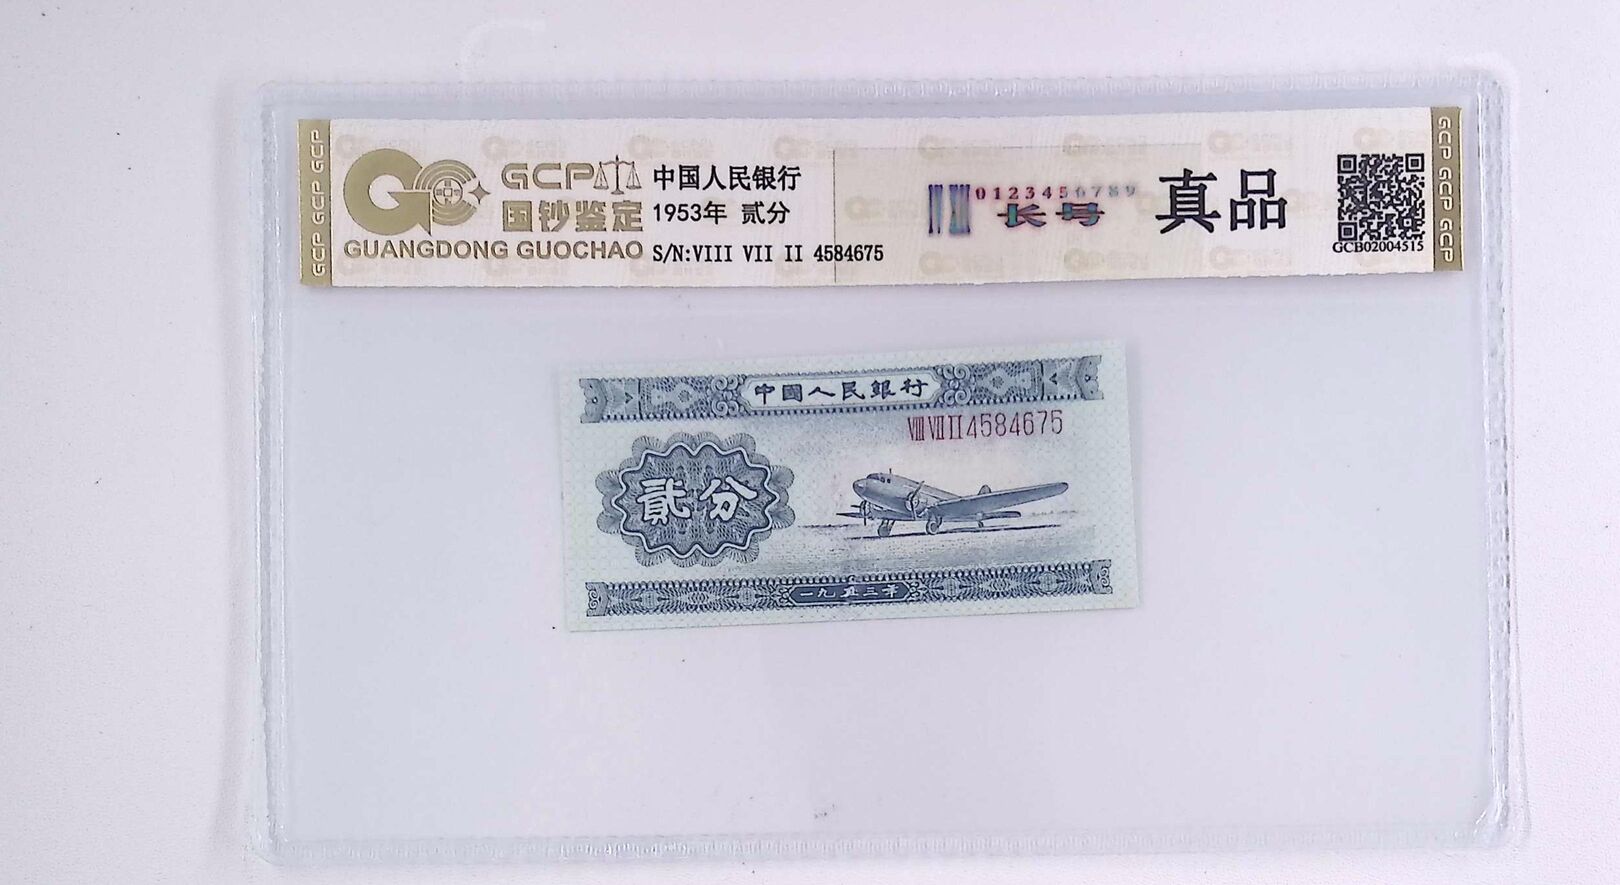 GCP
国钞鉴定
GUANGDONG GUOCHAO
中国人民银行
1953年 贰分
S/N:VIII VII II 4584675
0123456789
长号
真品
GCB02004515
GCP GCP GCP
GCP GCP GCP
中國人民銀行
VIII VII II 4584675
貳分
一九五三年